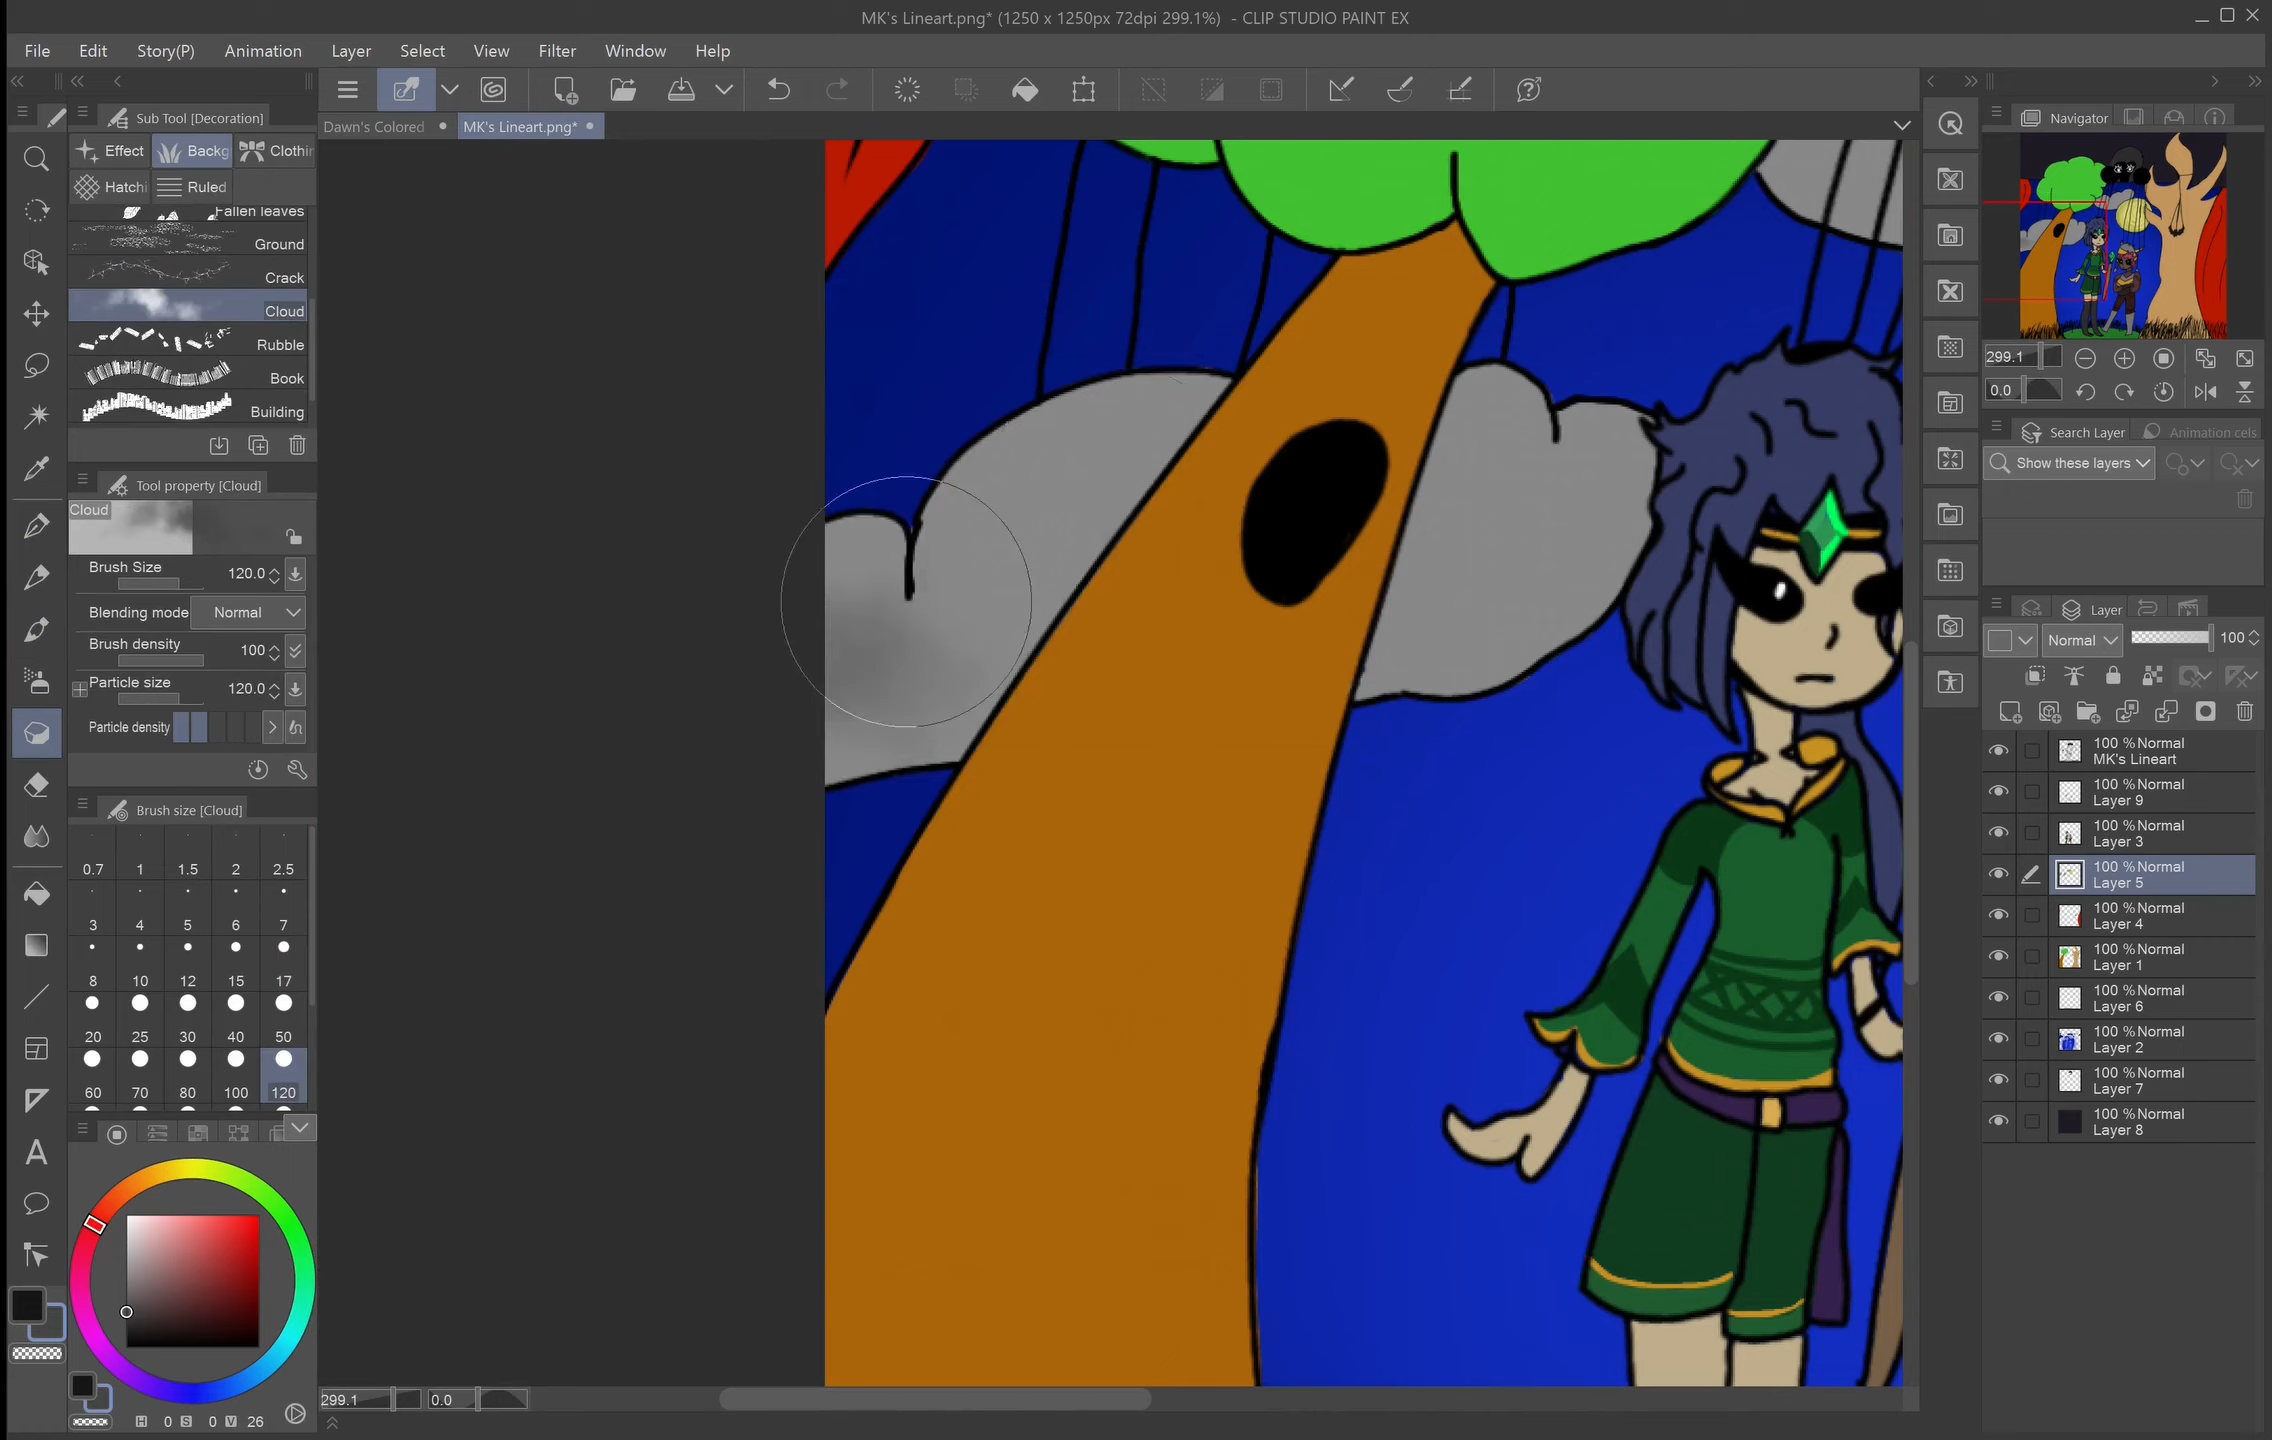 MK's Lineart.png* (1250 x 1250px 72dpi 299.1%) - CLIP STUDIO PAINT EX
File Edit Story(P) Animation Layer Select View Filter Window Help
Sub Tool [Decoration]
Dawn's Colored
MK's Lineart.png*
Effect Backg Clothin
Hatchi Ruled
Fallen leaves
Ground
Crack
Cloud
Rubble
Book
Building
Tool property [Cloud]
Cloud
Brush Size 120.0
Blending mode Normal
Brush density 100
Particle size 120.0
Particle density
Brush size [Cloud]
0.7 1 1.5 2 2.5
3 4 5 6 7
8 10 12 15 17
20 25 30 40 50
60 70 80 100 120
H 0 S 0 V 26
299.1 0.0
Navigator
299.1
0.0
Search Layer Animation cels
Show these layers
Layer
Normal 100
100 %Normal
MK's Lineart
100 %Normal
Layer 9
100 %Normal
Layer 3
100 %Normal
Layer 5
100 %Normal
Layer 4
100 %Normal
Layer 1
100 %Normal
Layer 6
100 %Normal
Layer 2
100 %Normal
Layer 7
100 %Normal
Layer 8